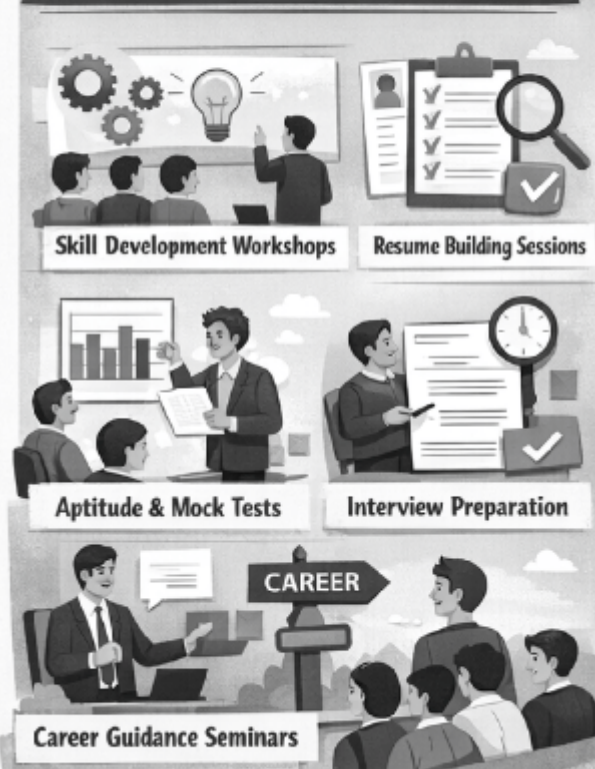 Skill Development Workshops
Resume Building Sessions
Aptitude & Mock Tests
Interview Preparation
CAREER
Career Guidance Seminars